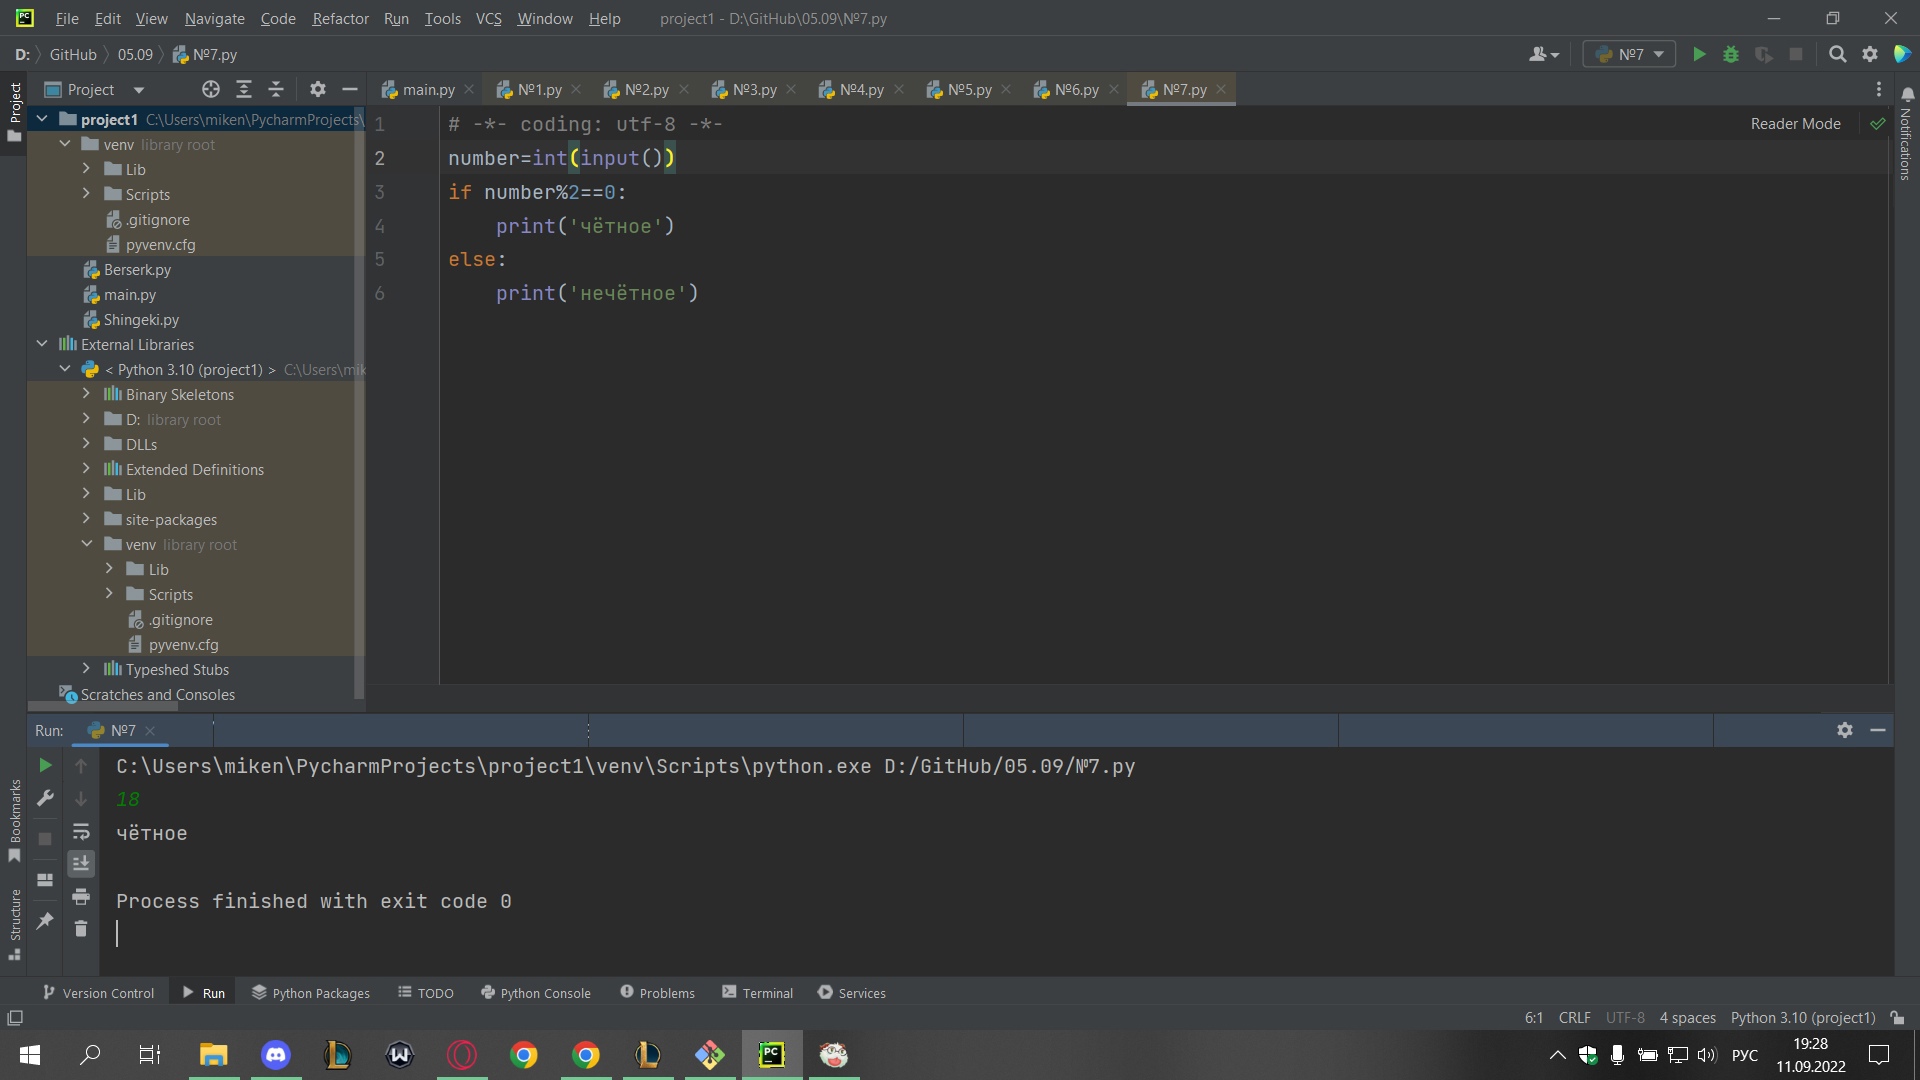 File Edit View Navigate Code Refactor Run Tools VCS Window Help project1 - D:\GitHub\05.09\№7.py
D: GitHub 05.09 №7.py №7
Project main.py №1.py №2.py №3.py №4.py №5.py №6.py №7.py
Project
Notifications
project1 C:\Users\miken\PycharmProjects\
venv library root
Lib
Scripts
.gitignore
pyvenv.cfg
Berserk.py
main.py
Shingeki.py
External Libraries
< Python 3.10 (project1) > C:\Users\mik
Binary Skeletons
D: library root
DLLs
Extended Definitions
Lib
site-packages
venv library root
Lib
Scripts
.gitignore
pyvenv.cfg
Typeshed Stubs
Scratches and Consoles
1 # -*- coding: utf-8 -*-
Reader Mode
2 number=int(input())
3 if number%2==0:
4 print('чётное')
5 else:
6 print('нечётное')
Run: №7
C:\Users\miken\PycharmProjects\project1\venv\Scripts\python.exe D:/GitHub/05.09/№7.py
18
чётное
Process finished with exit code 0
Bookmarks
Structure
Version Control Run Python Packages TODO Python Console Problems Terminal Services
6:1 CRLF UTF-8 4 spaces Python 3.10 (project1)
РУС
19:28
11.09.2022